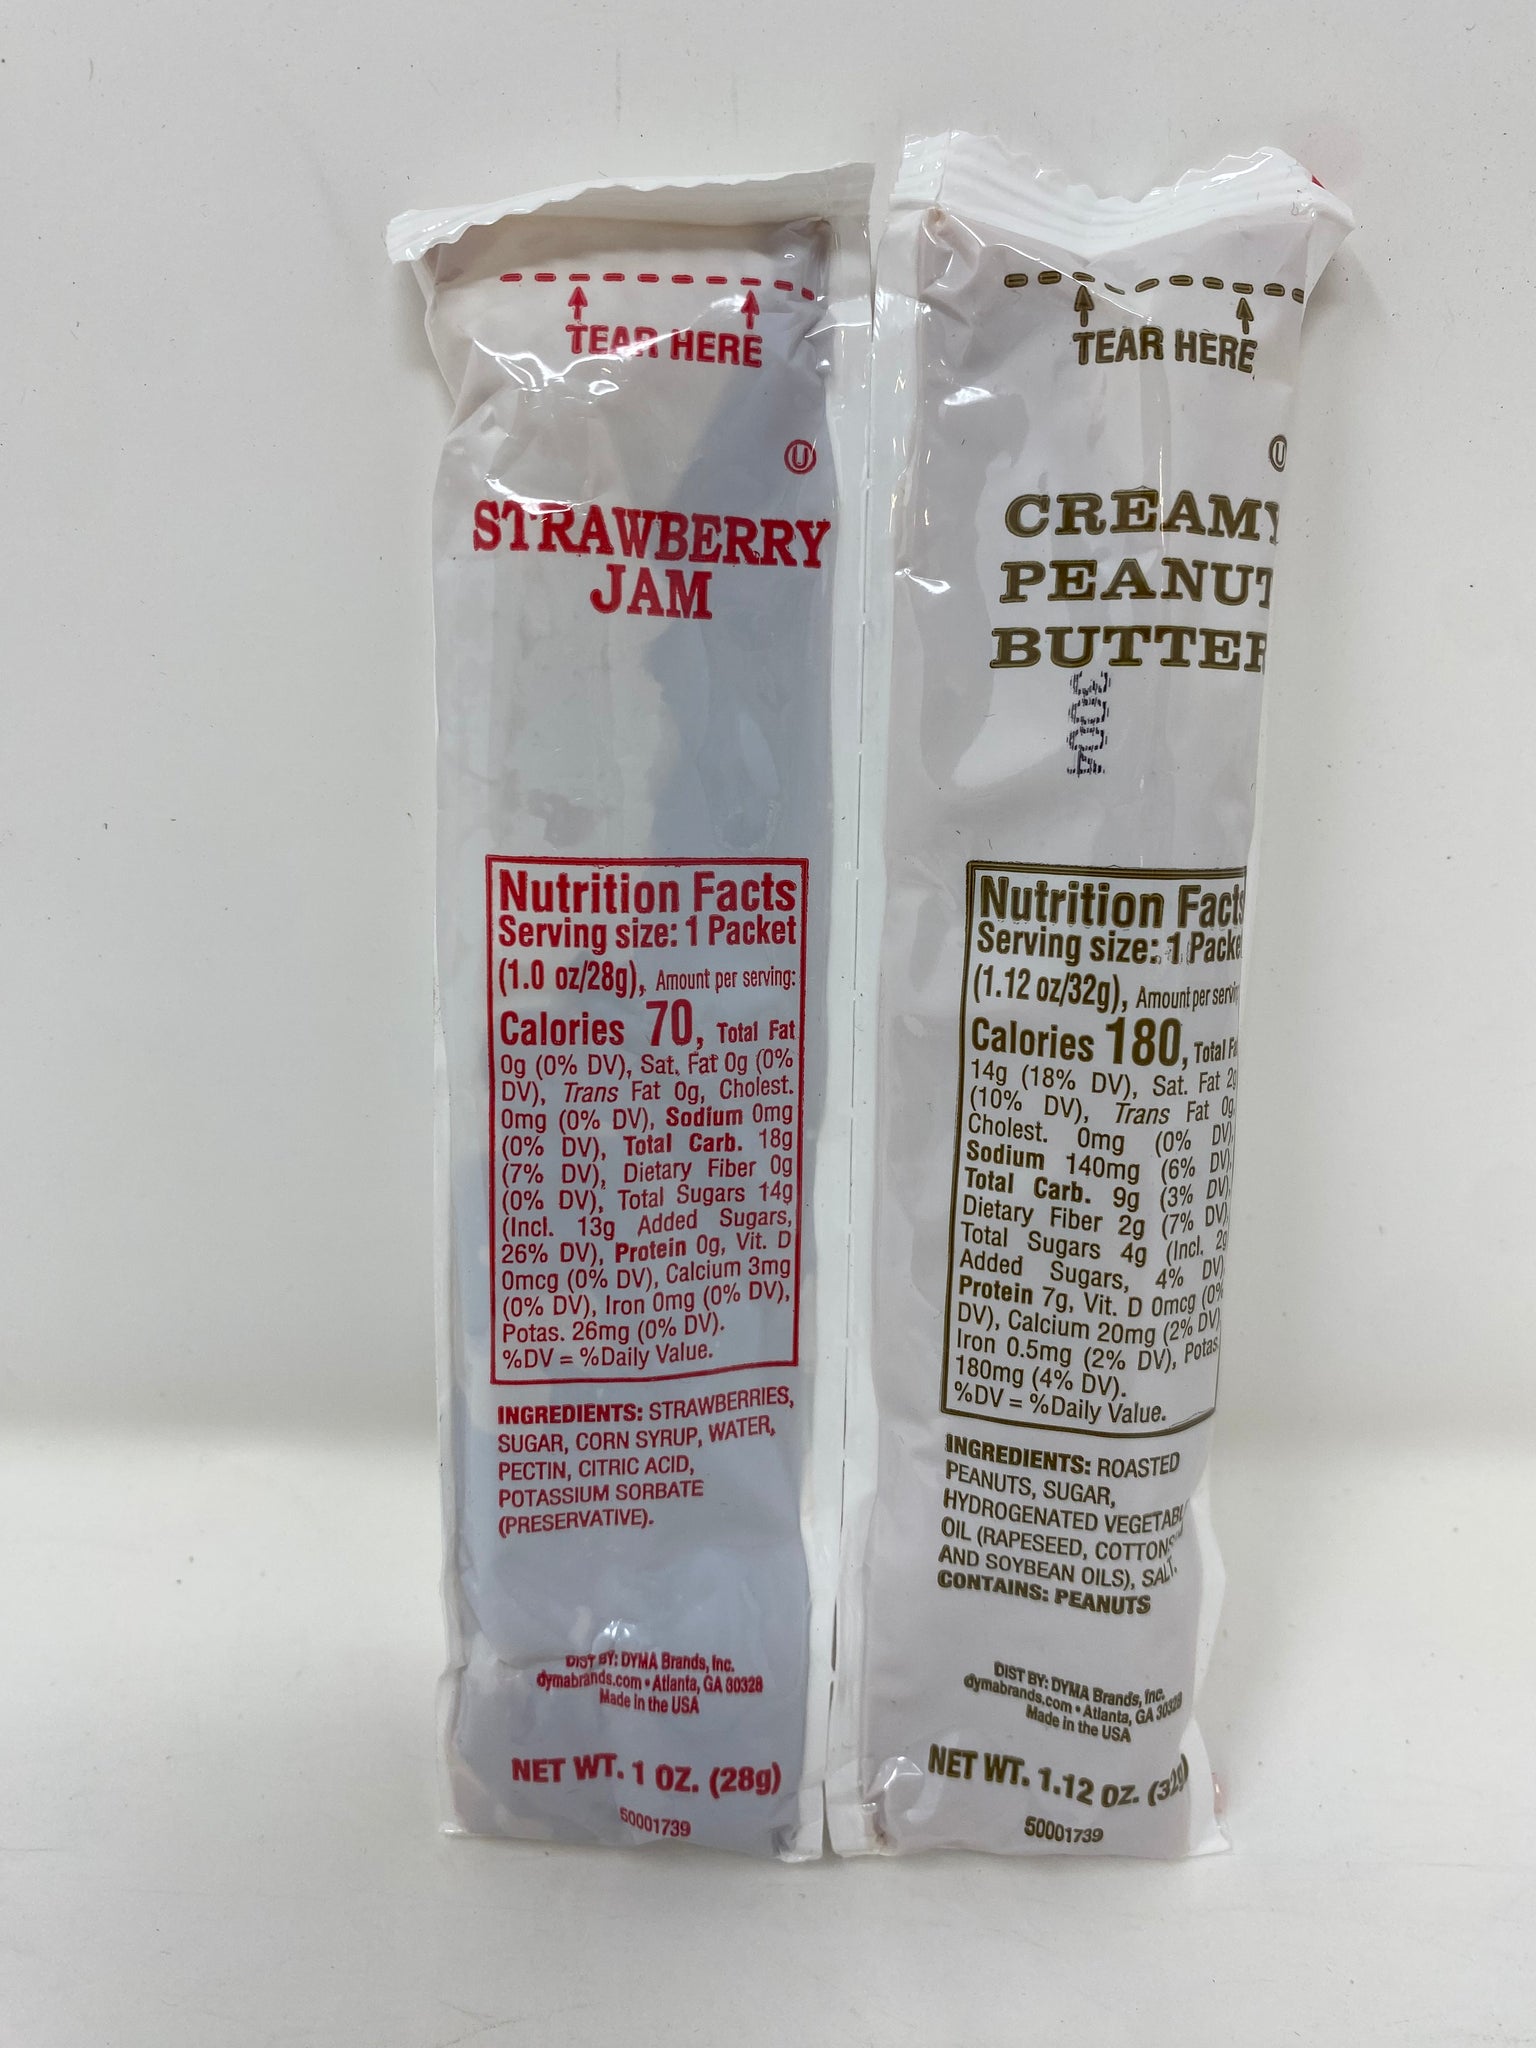 TEAR HERE
U
STRAWBERRY
JAM
Nutrition Facts
Serving size: 1 Packet
(1.0 oz/28g), Amount per serving:
Calories 70, Total Fat
0g (0% DV), Sat. Fat 0g (0%
DV), Trans Fat 0g, Cholest.
0mg (0% DV), Sodium 0mg
(0% DV), Total Carb. 18g
(7% DV), Dietary Fiber 0g
(0% DV), Total Sugars 14g
(Incl. 13g Added Sugars,
26% DV), Protein 0g, Vit. D
0mcg (0% DV), Calcium 3mg
(0% DV), Iron 0mg (0% DV),
Potas. 26mg (0% DV).
%DV = %Daily Value.
INGREDIENTS: STRAWBERRIES,
SUGAR, CORN SYRUP, WATER,
PECTIN, CITRIC ACID,
POTASSIUM SORBATE
(PRESERVATIVE).
DIST BY: DYMA Brands, Inc.
dymabrands.com • Atlanta, GA 30328
Made in the USA
NET WT. 1 OZ. (28g)
50001739
TEAR HERE
U
CREAMY
PEANUT
BUTTER
Nutrition Facts
Serving size: 1 Packe
(1.12 oz/32g), Amount per servin
Calories 180, Total Fa
14g (18% DV), Sat. Fat 2g
(10% DV), Trans Fat 0g,
Cholest. 0mg (0% DV),
Sodium 140mg (6% DV),
Total Carb. 9g (3% DV),
Dietary Fiber 2g (7% DV),
Total Sugars 4g (Incl. 2g
Added Sugars, 4% DV),
Protein 7g, Vit. D 0mcg (0%
DV), Calcium 20mg (2% DV),
Iron 0.5mg (2% DV), Potas.
180mg (4% DV).
%DV = %Daily Value.
INGREDIENTS: ROASTED
PEANUTS, SUGAR,
HYDROGENATED VEGETABL
OIL (RAPESEED, COTTONS
AND SOYBEAN OILS), SALT.
CONTAINS: PEANUTS
DIST BY: DYMA Brands, Inc.
dymabrands.com • Atlanta, GA 30328
Made in the USA
NET WT. 1.12 OZ. (32g)
50001739